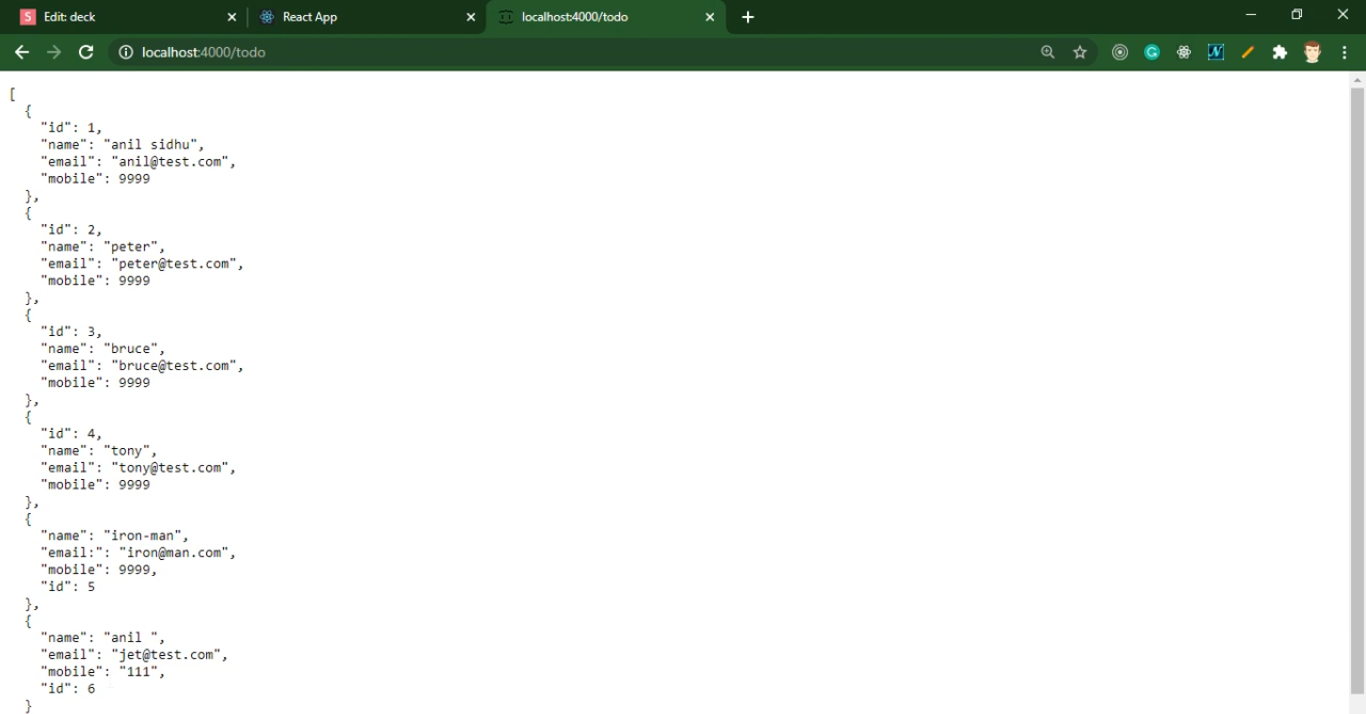 Edit: deck
React App
localhost:4000/todo
localhost:4000/todo
[
{
"id": 1,
"name": "anil sidhu",
"email": "anil@test.com",
"mobile": 9999
},
{
"id": 2,
"name": "peter",
"email": "peter@test.com",
"mobile": 9999
},
{
"id": 3,
"name": "bruce",
"email": "bruce@test.com",
"mobile": 9999
},
{
"id": 4,
"name": "tony",
"email": "tony@test.com",
"mobile": 9999
},
{
"name": "iron-man",
"email:": "iron@man.com",
"mobile": 9999,
"id": 5
},
{
"name": "anil ",
"email": "jet@test.com",
"mobile": "111",
"id": 6
}